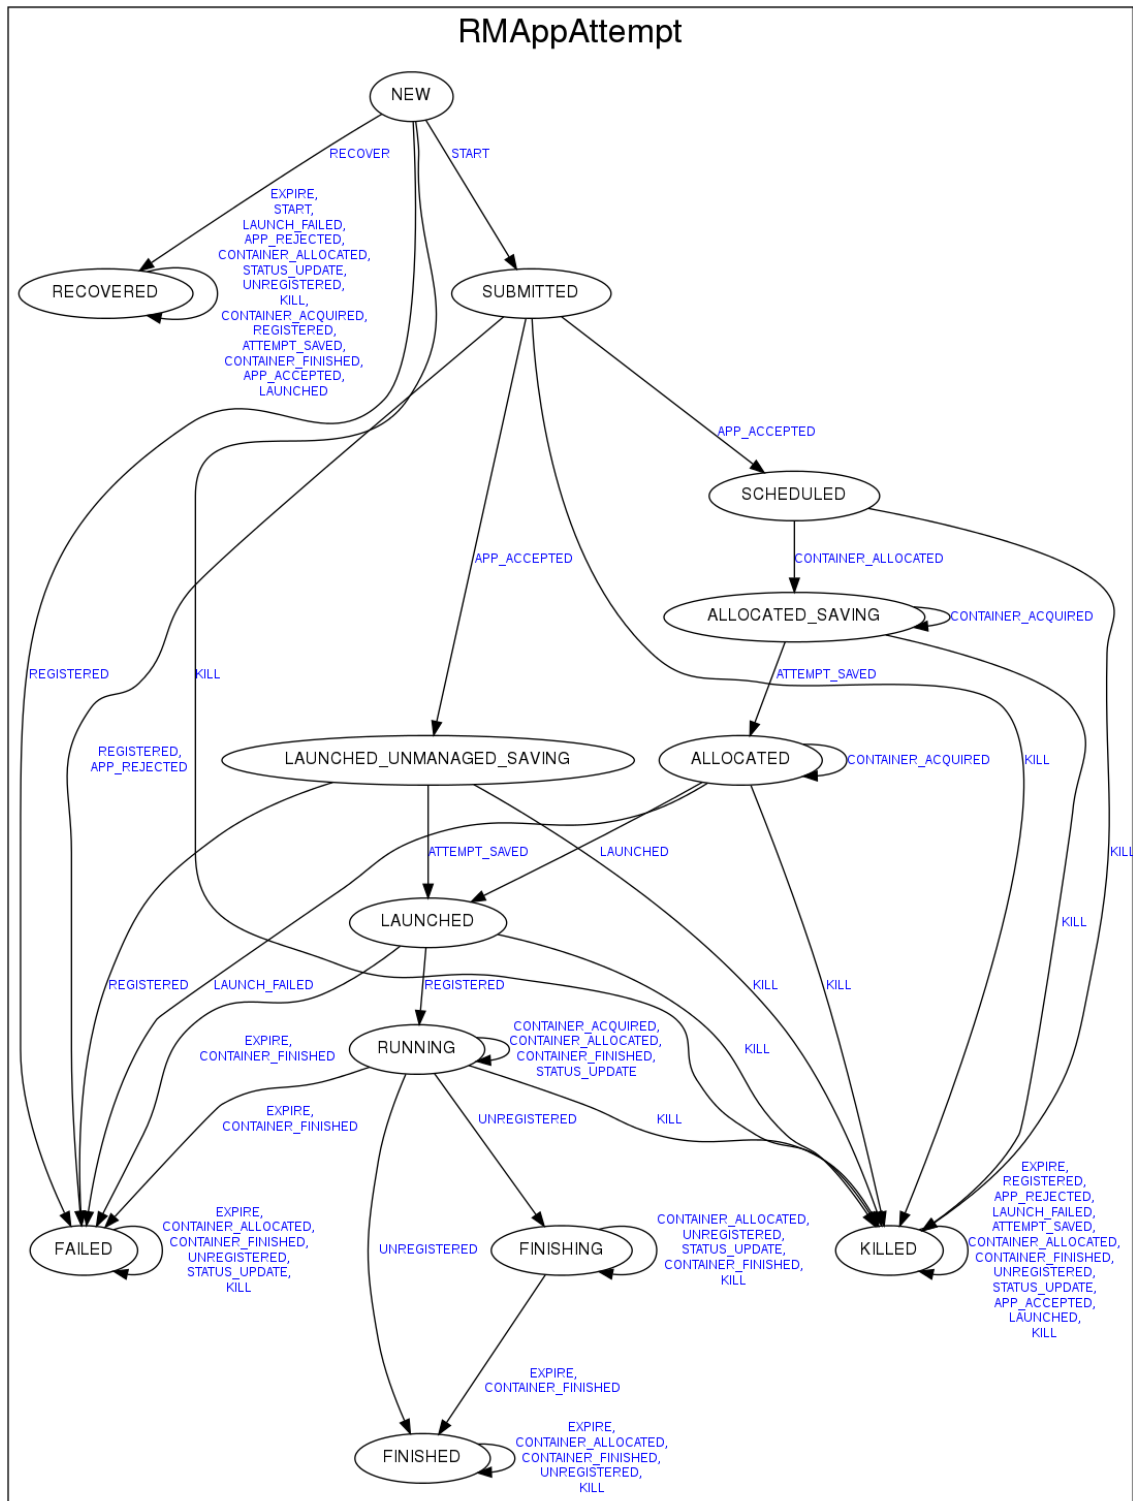 RMAppAttempt
NEW
RECOVER
START
EXPIRE,
START,
LAUNCH_FAILED,
APP_REJECTED,
CONTAINER_ALLOCATED,
STATUS_UPDATE,
UNREGISTERED,
KILL,
CONTAINER_ACQUIRED,
REGISTERED,
ATTEMPT_SAVED,
CONTAINER_FINISHED,
APP_ACCEPTED,
LAUNCHED
RECOVERED
SUBMITTED
APP_ACCEPTED
SCHEDULED
APP_ACCEPTED
CONTAINER_ALLOCATED
ALLOCATED_SAVING
CONTAINER_ACQUIRED
REGISTERED
KILL
ATTEMPT_SAVED
REGISTERED,
APP_REJECTED
LAUNCHED_UNMANAGED_SAVING
ALLOCATED
CONTAINER_ACQUIRED
KILL
ATTEMPT_SAVED
LAUNCHED
KILL
LAUNCHED
KILL
REGISTERED
LAUNCH_FAILED
REGISTERED
KILL
KILL
EXPIRE,
CONTAINER_FINISHED
RUNNING
CONTAINER_ACQUIRED,
CONTAINER_ALLOCATED,
CONTAINER_FINISHED,
STATUS_UPDATE
KILL
EXPIRE,
CONTAINER_FINISHED
UNREGISTERED
KILL
FAILED
EXPIRE,
CONTAINER_ALLOCATED,
CONTAINER_FINISHED,
UNREGISTERED,
STATUS_UPDATE,
KILL
UNREGISTERED
FINISHING
CONTAINER_ALLOCATED,
UNREGISTERED,
STATUS_UPDATE,
CONTAINER_FINISHED,
KILL
KILLED
EXPIRE,
REGISTERED,
APP_REJECTED,
LAUNCH_FAILED,
ATTEMPT_SAVED,
CONTAINER_ALLOCATED,
CONTAINER_FINISHED,
UNREGISTERED,
STATUS_UPDATE,
APP_ACCEPTED,
LAUNCHED,
KILL
EXPIRE,
CONTAINER_FINISHED
FINISHED
EXPIRE,
CONTAINER_ALLOCATED,
CONTAINER_FINISHED,
UNREGISTERED,
KILL